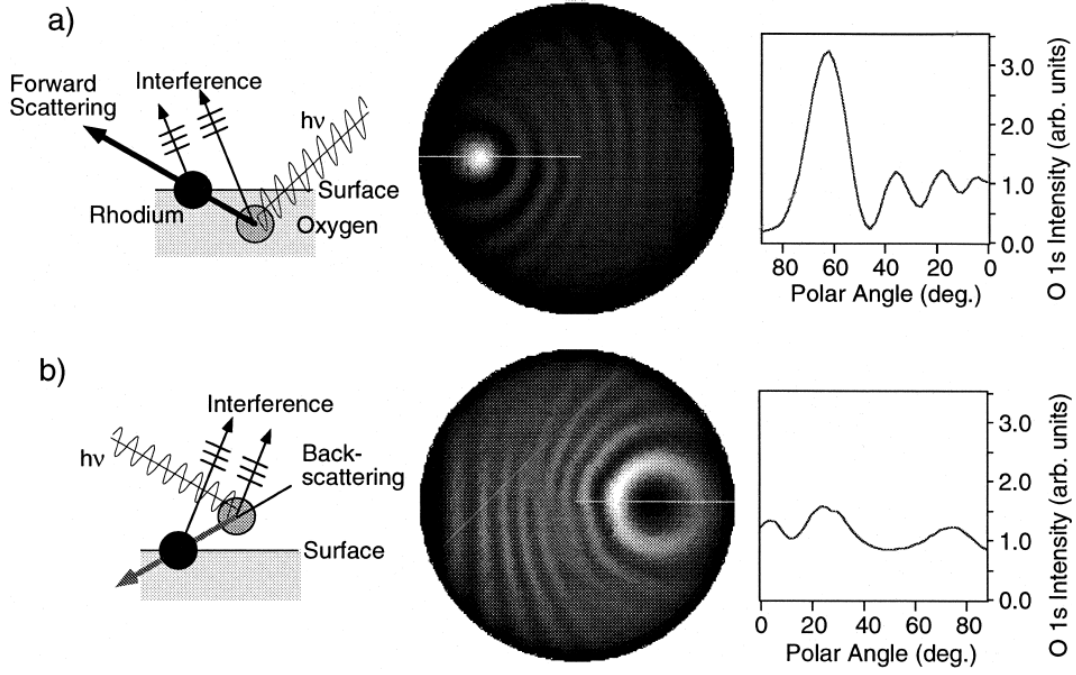 a)
Forward
Scattering
Interference
hν
Surface
Rhodium
Oxygen
3.0
2.0
1.0
0.0
80 60 40 20 0
Polar Angle (deg.)
O 1s Intensity (arb. units)
b)
Interference
hν
Back-
scattering
Surface
3.0
2.0
1.0
0.0
0 20 40 60 80
Polar Angle (deg.)
O 1s Intensity (arb. units)